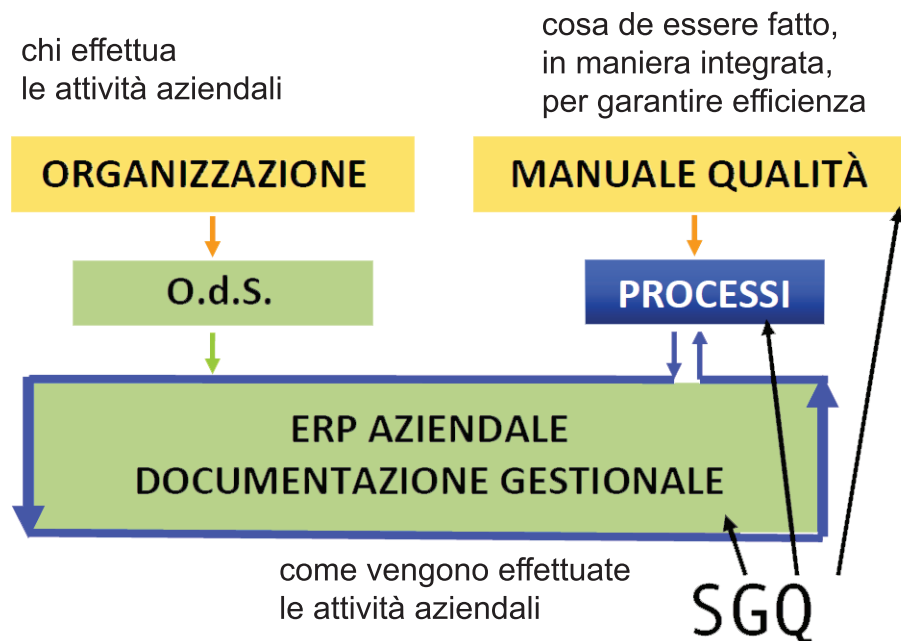 chi effettua
le attività aziendali
cosa de essere fatto,
in maniera integrata,
per garantire efficienza
ORGANIZZAZIONE
MANUALE QUALITÀ
O.d.S.
PROCESSI
ERP AZIENDALE
DOCUMENTAZIONE GESTIONALE
come vengono effettuate
le attività aziendali
SGQ